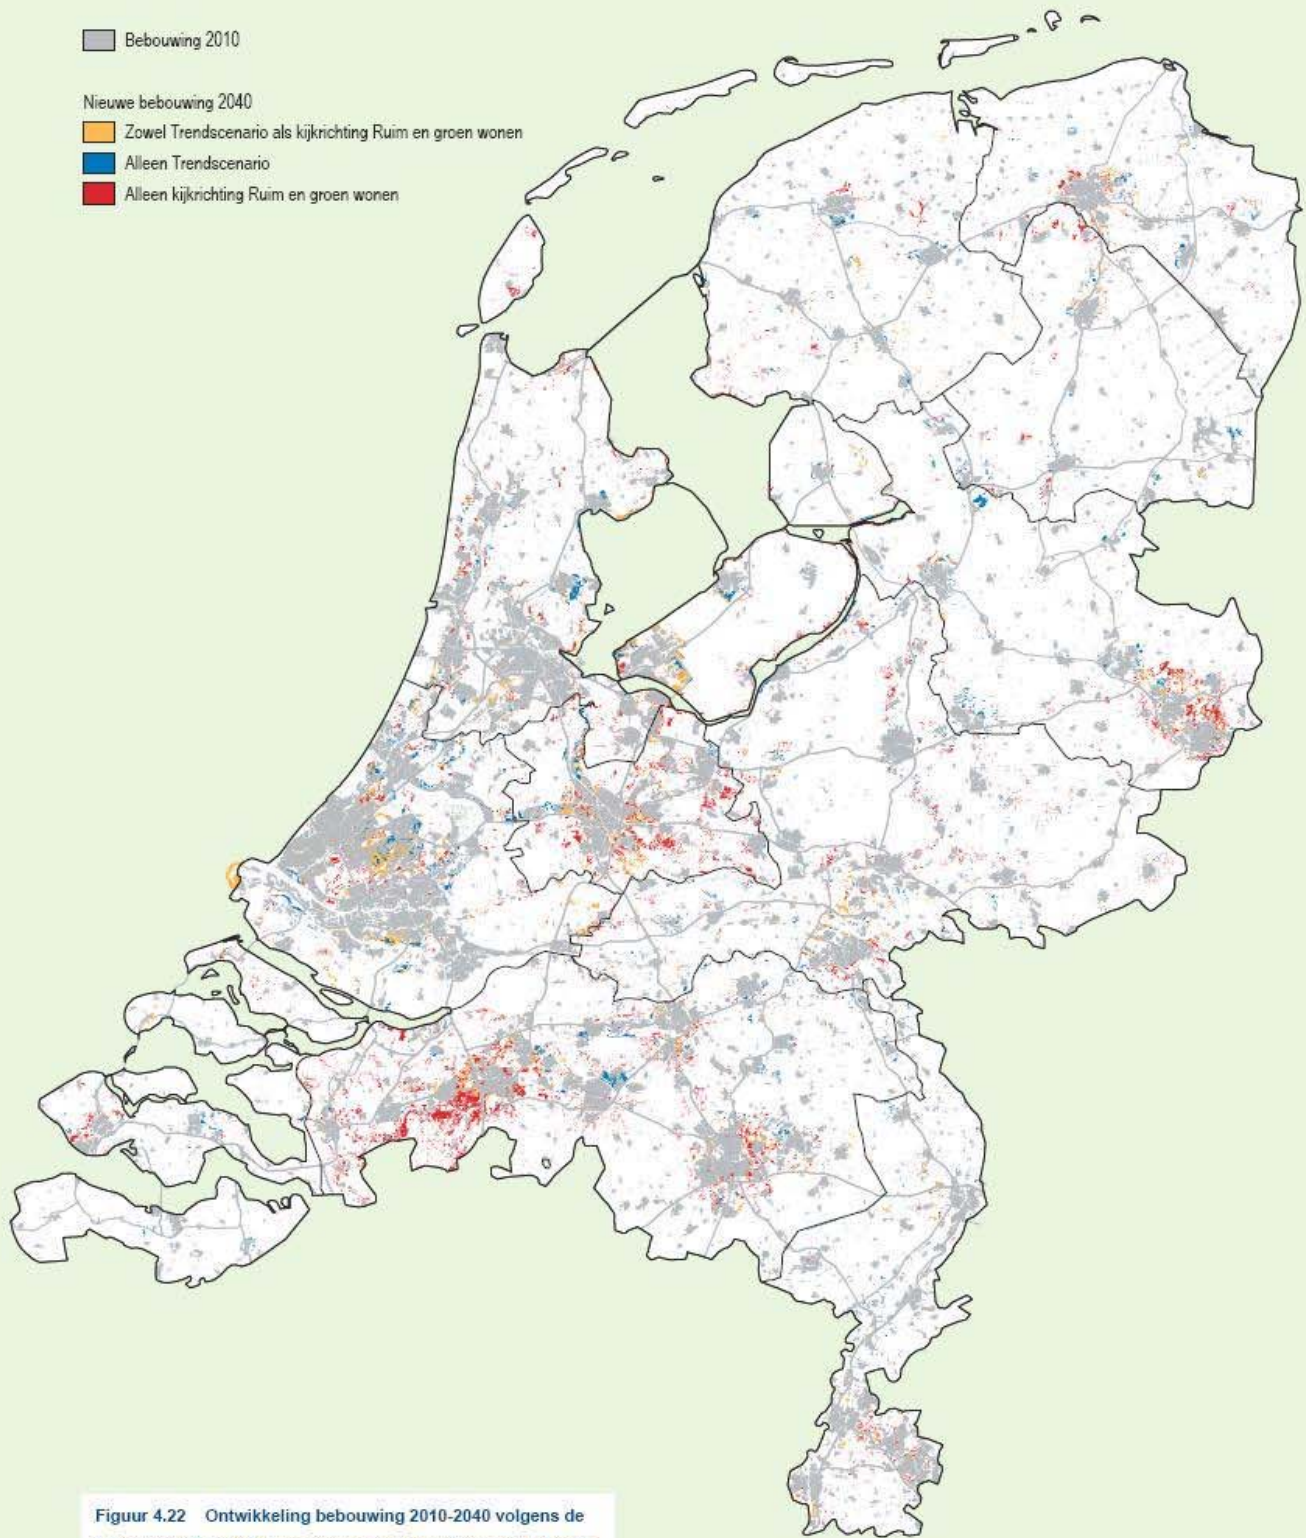 Bebouwing 2010
Nieuwe bebouwing 2040
Zowel Trendscenario als kijkrichting Ruim en groen wonen
Alleen Trendscenario
Alleen kijkrichting Ruim en groen wonen
Figuur 4.22 Ontwikkeling bebouwing 2010-2040 volgens de